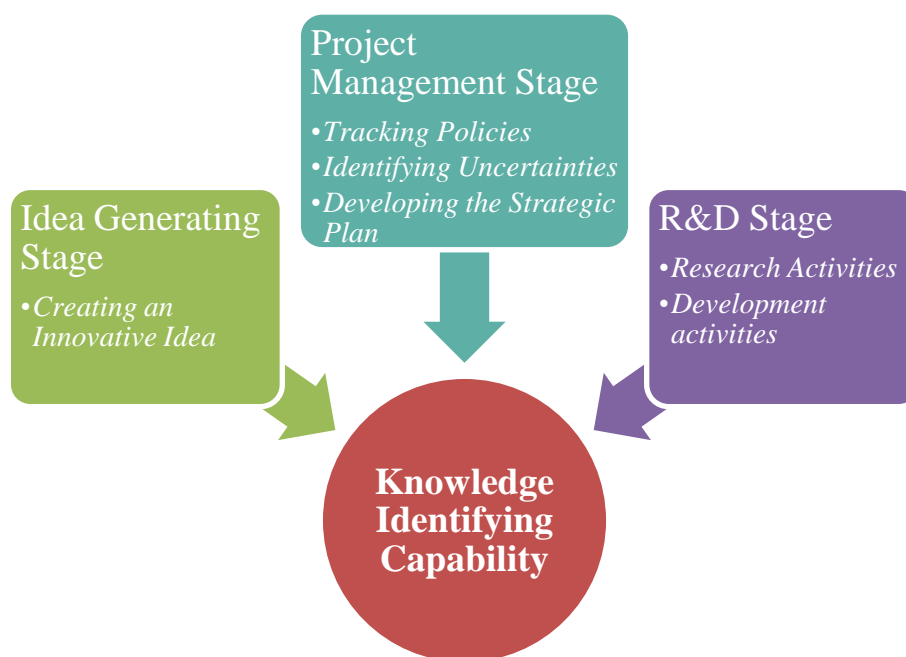 Project
Management Stage
•Tracking Policies
•Identifying Uncertainties
•Developing the Strategic
Plan
Idea Generating
Stage
•Creating an
Innovative Idea
R&D Stage
•Research Activities
•Development
activities
Knowledge
Identifying
Capability